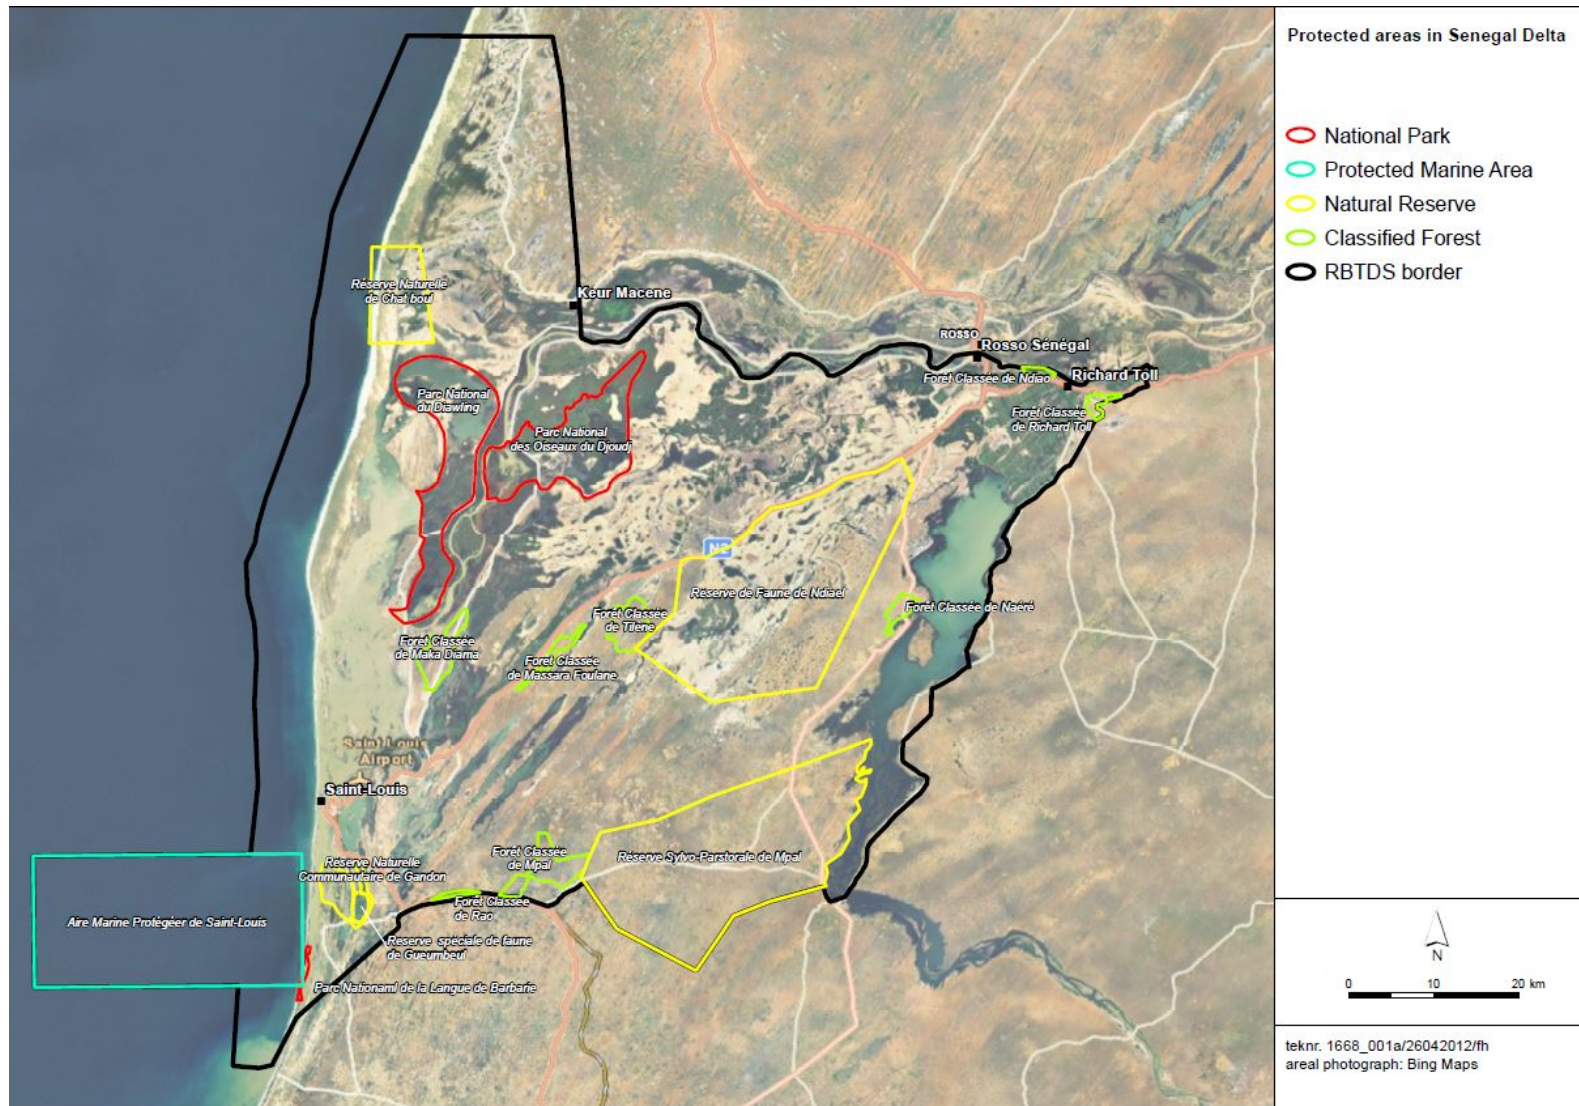 Protected areas in Senegal Delta
National Park
Protected Marine Area
Natural Reserve
Classified Forest
RBTDS border
Réserve Naturelle
de Chat boul
Keur Macene
ROSSO
Rosso Sénégal
Richard Toll
Forêt Classée de Ndiao
Forêt Classée
de Richard Toll
Parc National
du Diawling
Parc National
des Oiseaux du Djoudj
N2
Réserve de Faune de Ndiael
Forêt Classée de Naéré
Forêt Classée
de Tilene
Forêt Classée
de Maka Diama
Forêt Classée
de Massara Foulane
Saint-Louis
Airport
Saint-Louis
Forêt Classée
de Mpal
Réserve Sylvo-Parstorale de Mpal
Réserve Naturelle
Communautaire de Gandon
Forêt Classée
de Rao
Aire Marine Protégéer de Saint-Louis
Reserve spéciale de faune
de Gueumbeul
Parc Nationaml de la Langue de Barbarie
N
0 10 20 km
teknr. 1668_001a/26042012/fh
areal photograph: Bing Maps